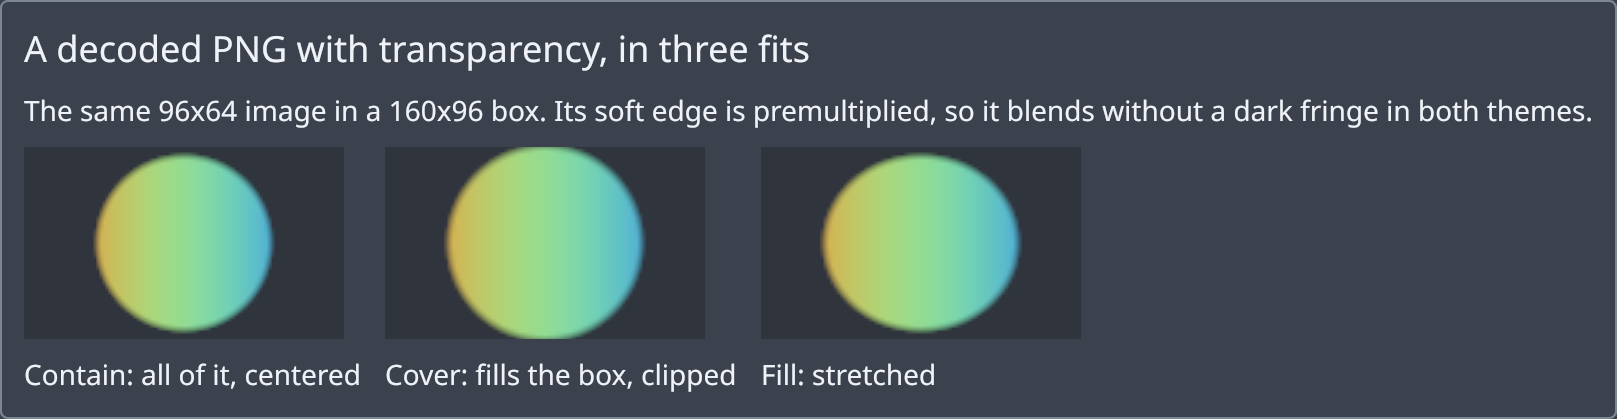 A decoded PNG with transparency, in three fits
The same 96x64 image in a 160x96 box. Its soft edge is premultiplied, so it blends without a dark fringe in both themes.
Contain: all of it, centered
Cover: fills the box, clipped
Fill: stretched